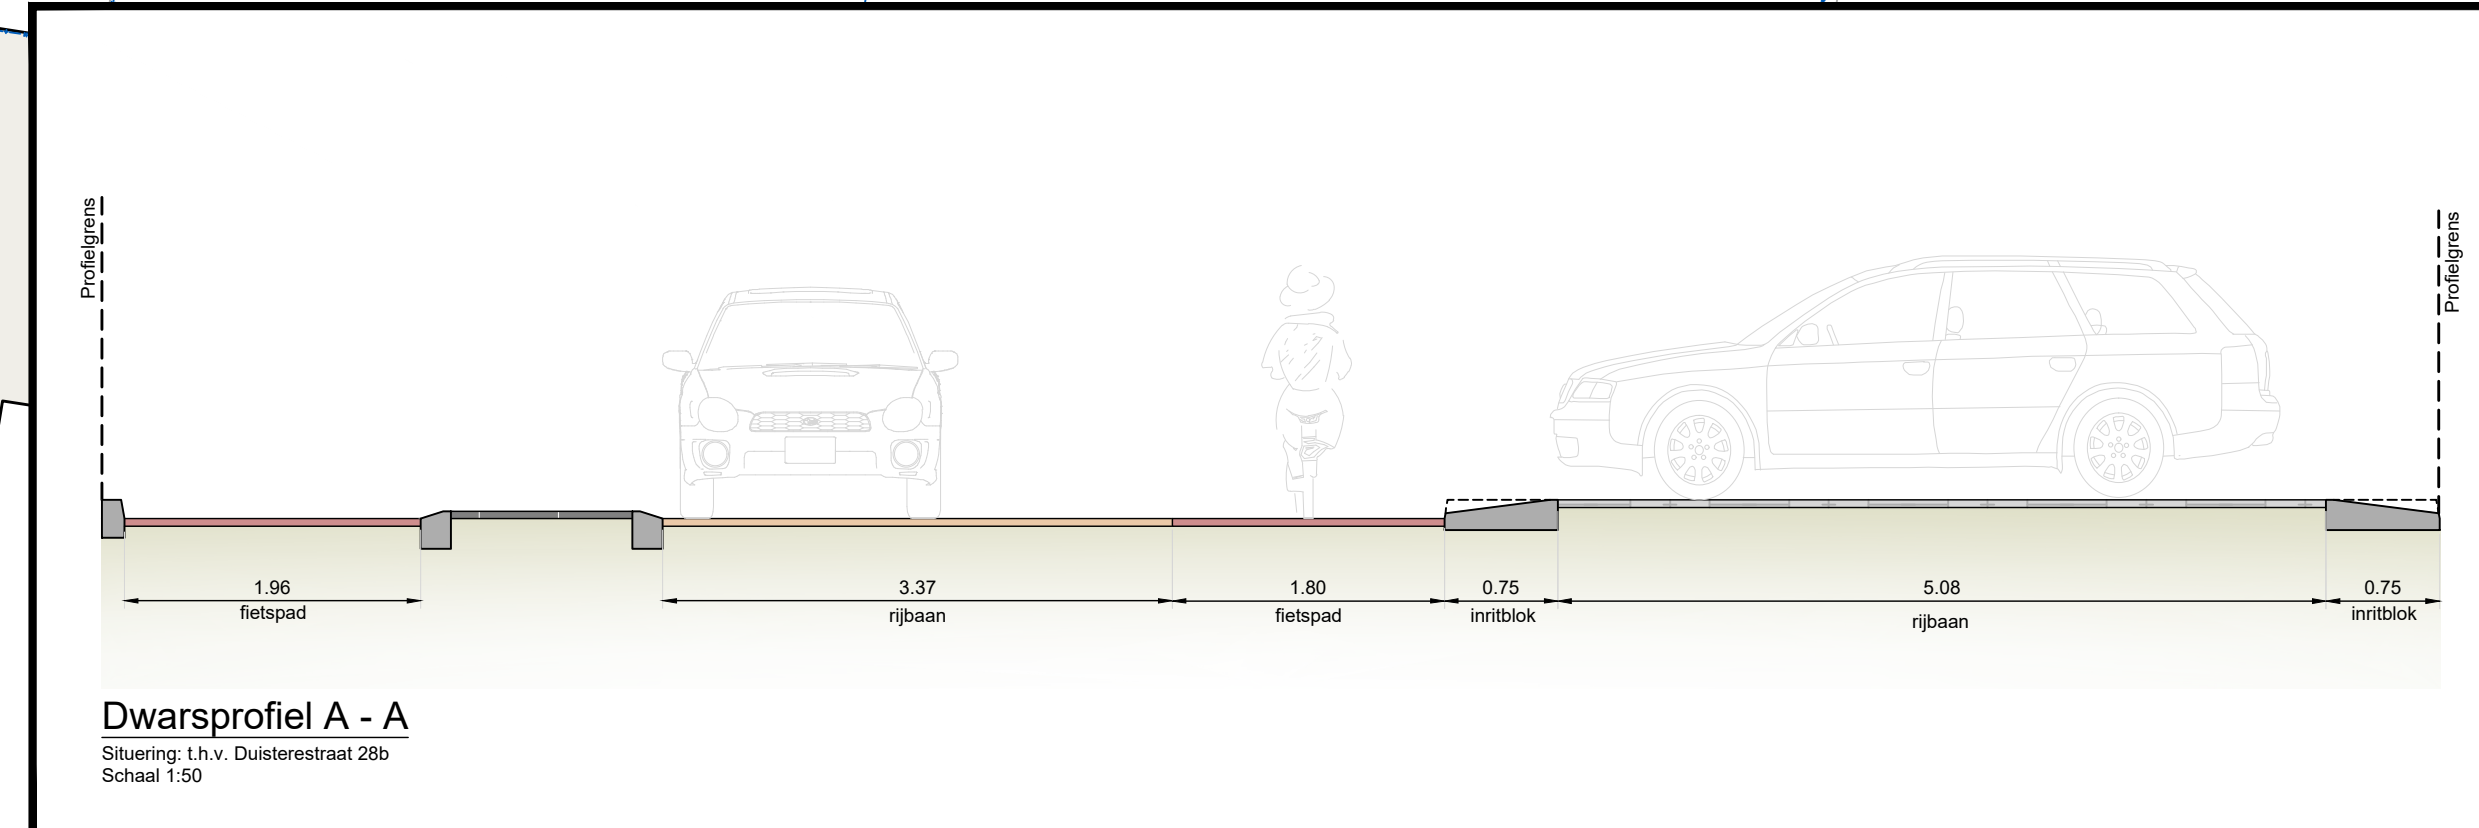 Profielgrens
Profielgrens
1.96
fietspad
3.37
rijbaan
1.80
fietspad
0.75
inritblok
5.08
rijbaan
0.75
inritblok
Dwarsprofiel A - A
Situering: t.h.v. Duisterestraat 28b
Schaal 1:50